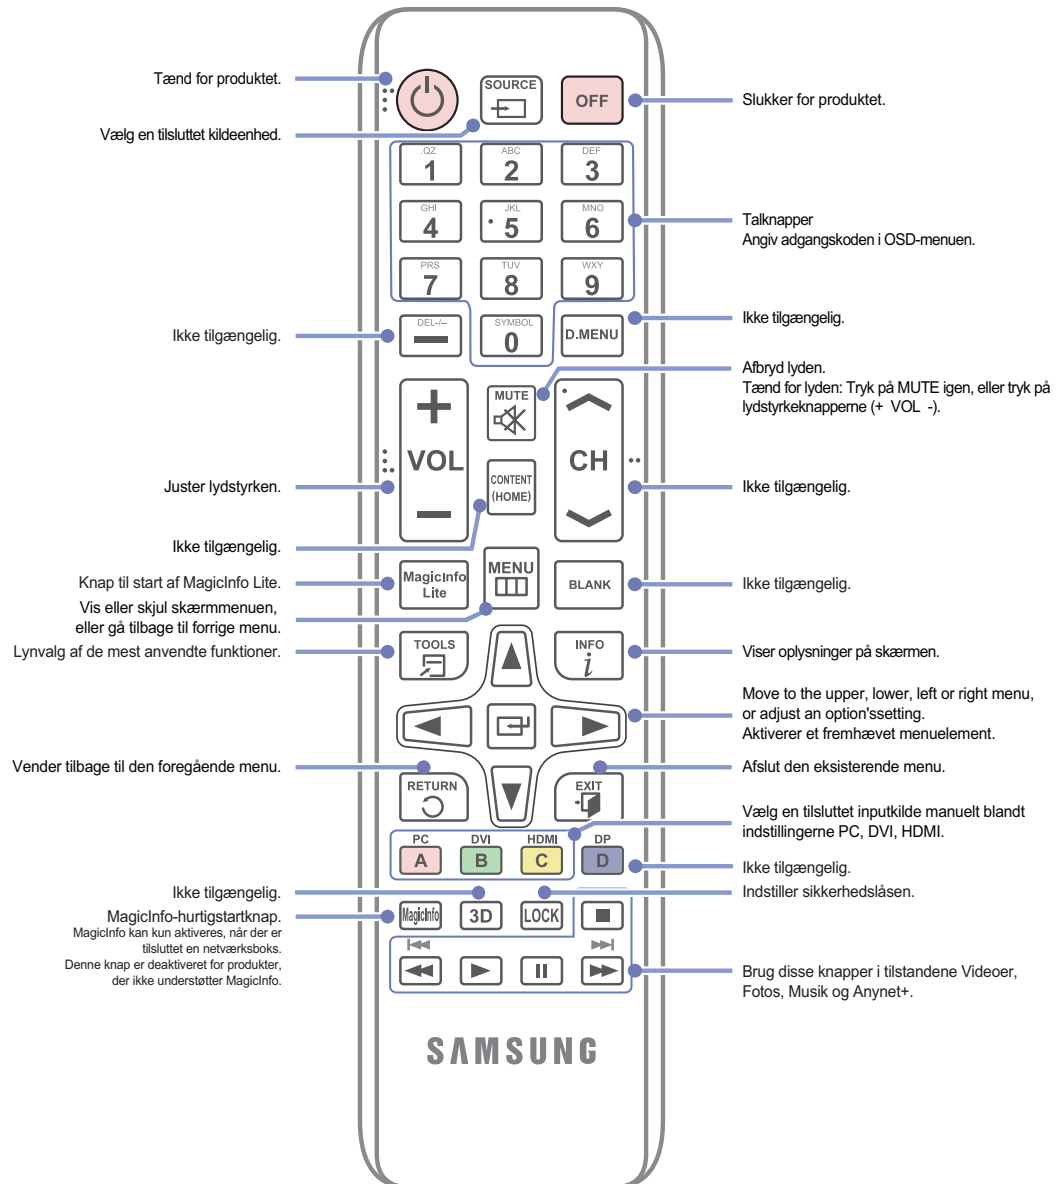 Tænd for produktet.
SOURCE
OFF
Slukker for produktet.
Vælg en tilsluttet kildeenhed.
.QZ
1
ABC
2
DEF
3
GHI
4
JKL
5
MNO
6
Talknapper
Angiv adgangskoden i OSD-menuen.
PRS
7
TUV
8
WXY
9
Ikke tilgængelig.
DEL-/--
SYMBOL
0
D.MENU
Ikke tilgængelig.
Afbryd lyden.
Tænd for lyden: Tryk på MUTE igen, eller tryk på
lydstyrkeknapperne (+ VOL -).
MUTE
VOL
CH
Juster lydstyrken.
CONTENT
(HOME)
Ikke tilgængelig.
Ikke tilgængelig.
Knap til start af MagicInfo Lite.
MagicInfo
Lite
MENU
BLANK
Ikke tilgængelig.
Vis eller skjul skærmmenuen,
eller gå tilbage til forrige menu.
Lynvalg af de mest anvendte funktioner.
TOOLS
INFO
i
Viser oplysninger på skærmen.
Move to the upper, lower, left or right menu,
or adjust an option'ssetting.
Aktiverer et fremhævet menuelement.
Vender tilbage til den foregående menu.
RETURN
EXIT
Afslut den eksisterende menu.
Vælg en tilsluttet inputkilde manuelt blandt
indstillingerne PC, DVI, HDMI.
PC
A
DVI
B
HDMI
C
DP
D
Ikke tilgængelig.
Ikke tilgængelig.
Indstiller sikkerhedslåsen.
MagicInfo-hurtigstartknap.
MagicInfo kan kun aktiveres, når der er
tilsluttet en netværksboks.
Denne knap er deaktiveret for produkter,
der ikke understøtter MagicInfo.
MagicInfo
3D
LOCK
Brug disse knapper i tilstandene Videoer,
Fotos, Musik og Anynet+.
SAMSUNG